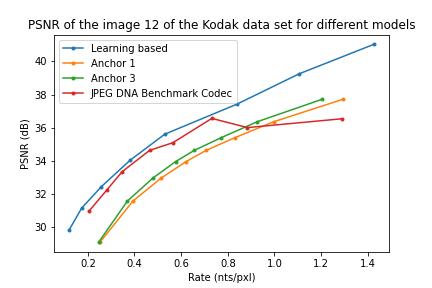 PSNR of the image 12 of the Kodak data set for different models
Learning based
Anchor 1
Anchor 3
JPEG DNA Benchmark Codec
PSNR (dB)
40
38
36
34
32
30
0.2 0.4 0.6 0.8 1.0 1.2 1.4
Rate (nts/pxl)